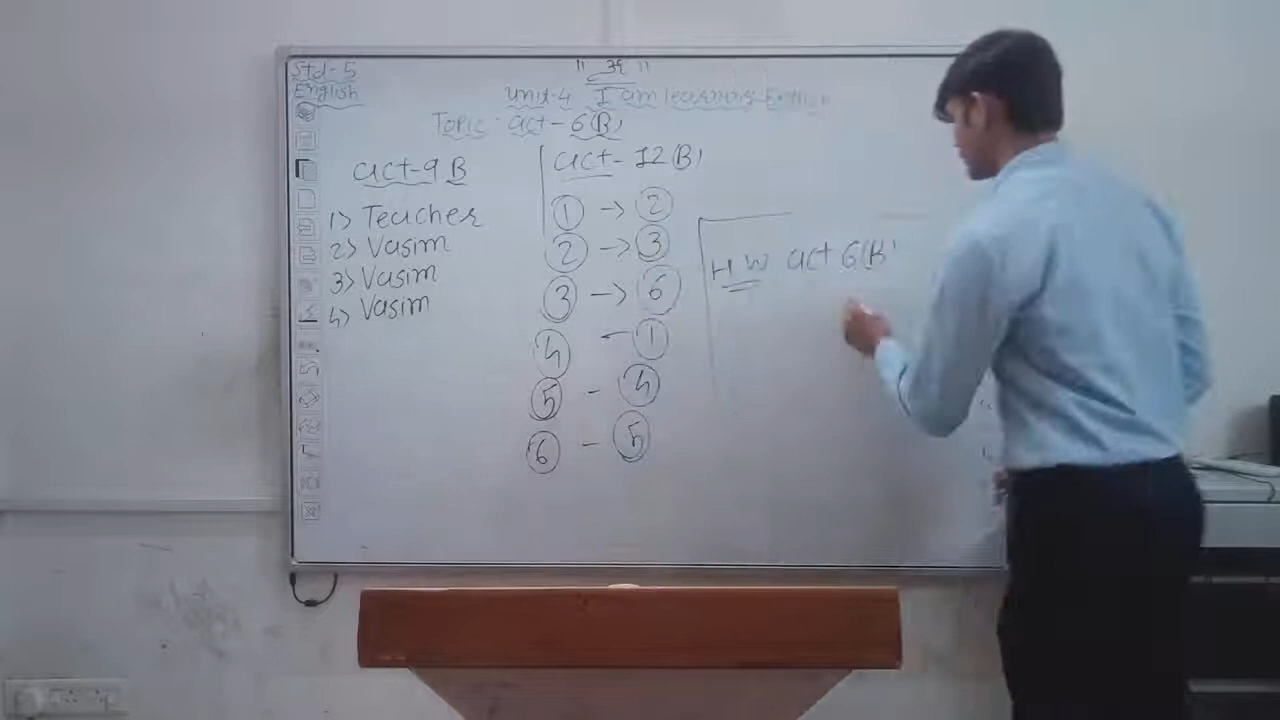 Std-5
English
" ॐ "
Unit-4 I am learning English
Topic: act-6(B)
act-9 B
1> Teacher
2> Vasim
3> Vasim
4> Vasim
act-12(B)
1 → 2
2 → 3
3 → 6
4 - 1
5 - 4
6 - 5
HW act 6(B)